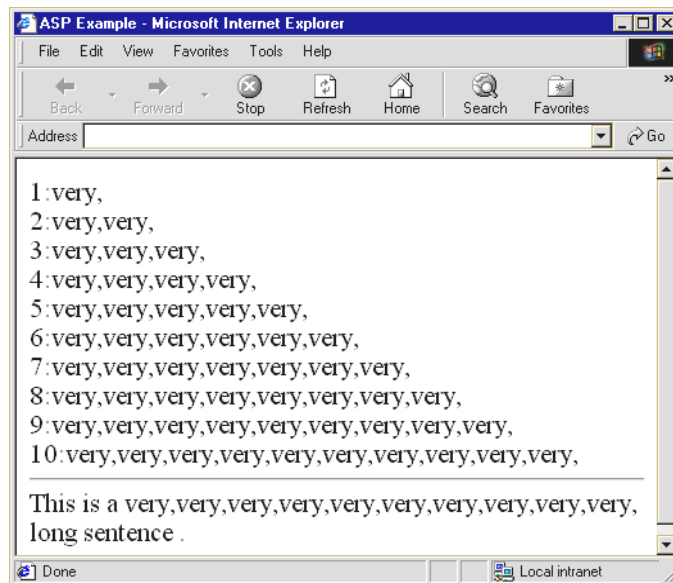 ASP Example - Microsoft Internet Explorer
File Edit View Favorites Tools Help
Back Forward Stop Refresh Home Search Favorites »
Address Go
1:very,
2:very,very,
3:very,very,very,
4:very,very,very,very,
5:very,very,very,very,very,
6:very,very,very,very,very,very,
7:very,very,very,very,very,very,very,
8:very,very,very,very,very,very,very,very,
9:very,very,very,very,very,very,very,very,very,
10:very,very,very,very,very,very,very,very,very,very,
This is a very,very,very,very,very,very,very,very,very,very,
long sentence .
Done Local intranet